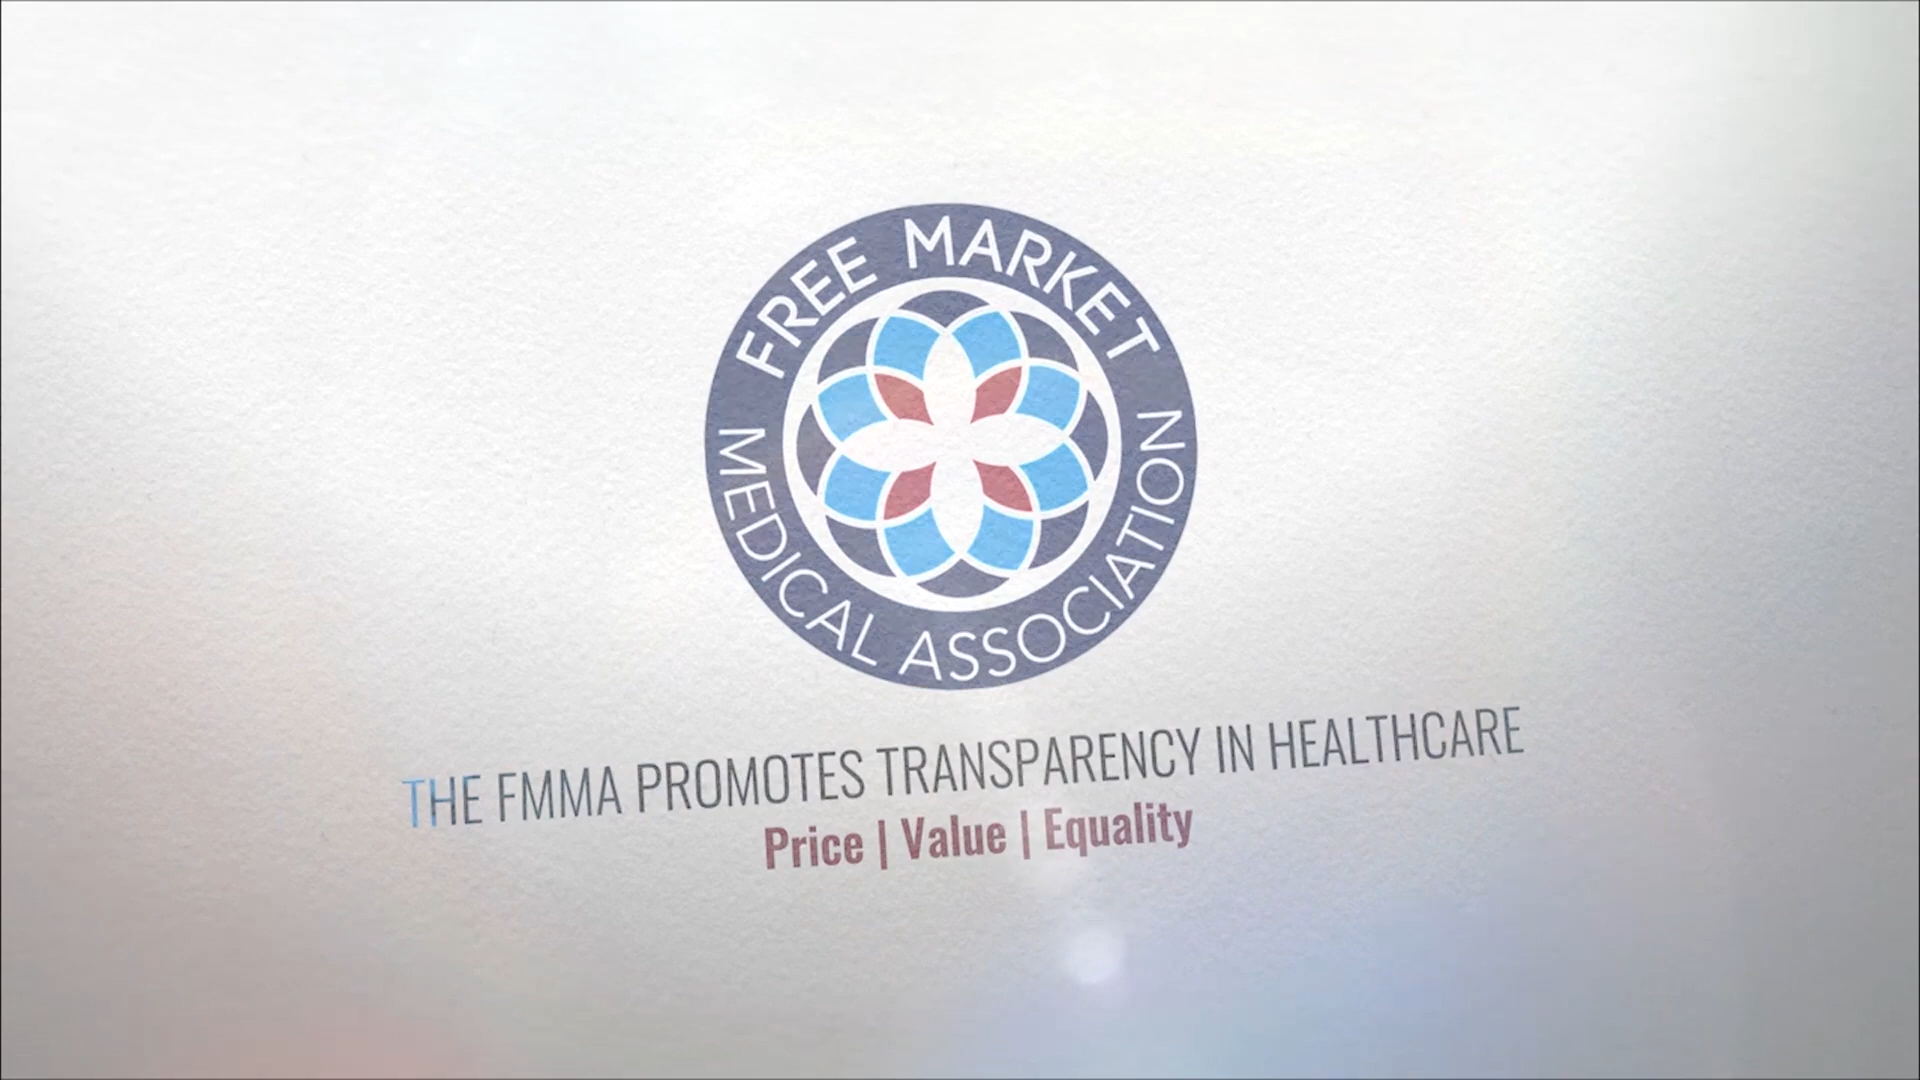 FREE MARKET
MEDICAL ASSOCIATION
THE FMMA PROMOTES TRANSPARENCY IN HEALTHCARE
Price | Value | Equality